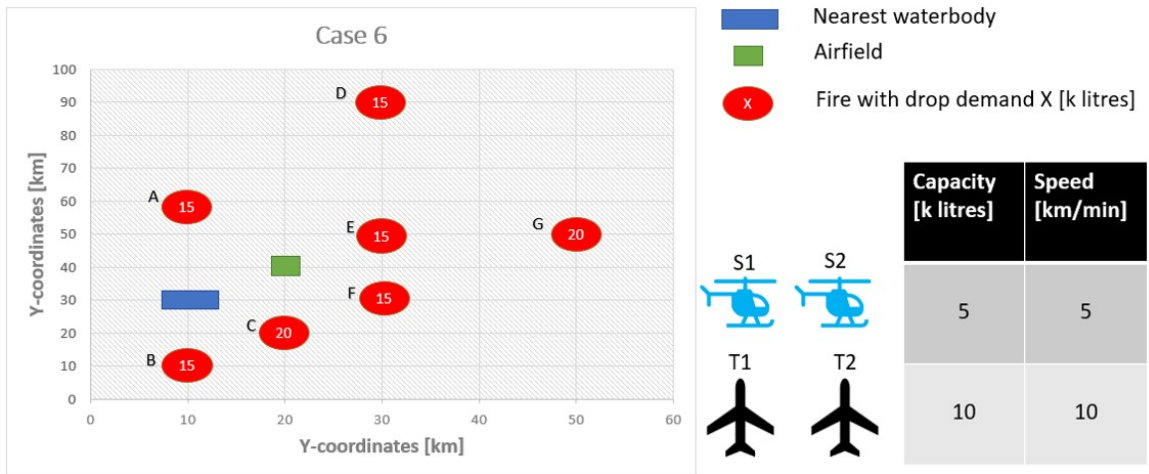 Case 6
Y-coordinates [km]
100
90
80
70
60
50
40
30
20
10
0
0 10 20 30 40 50 60
Y-coordinates [km]
D 15
A 15
E 15
G 20
F 15
C 20
B 15
Nearest waterbody
Airfield
X Fire with drop demand X [k litres]
Capacity [k litres]
Speed [km/min]
S1 S2
5 5
T1 T2
10 10